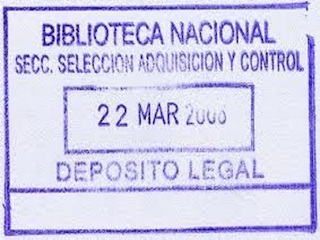 BIBLIOTECA NACIONAL
SECC. SELECCION ADQUISICION Y CONTROL
22 MAR
DEPOSITO LEGAL